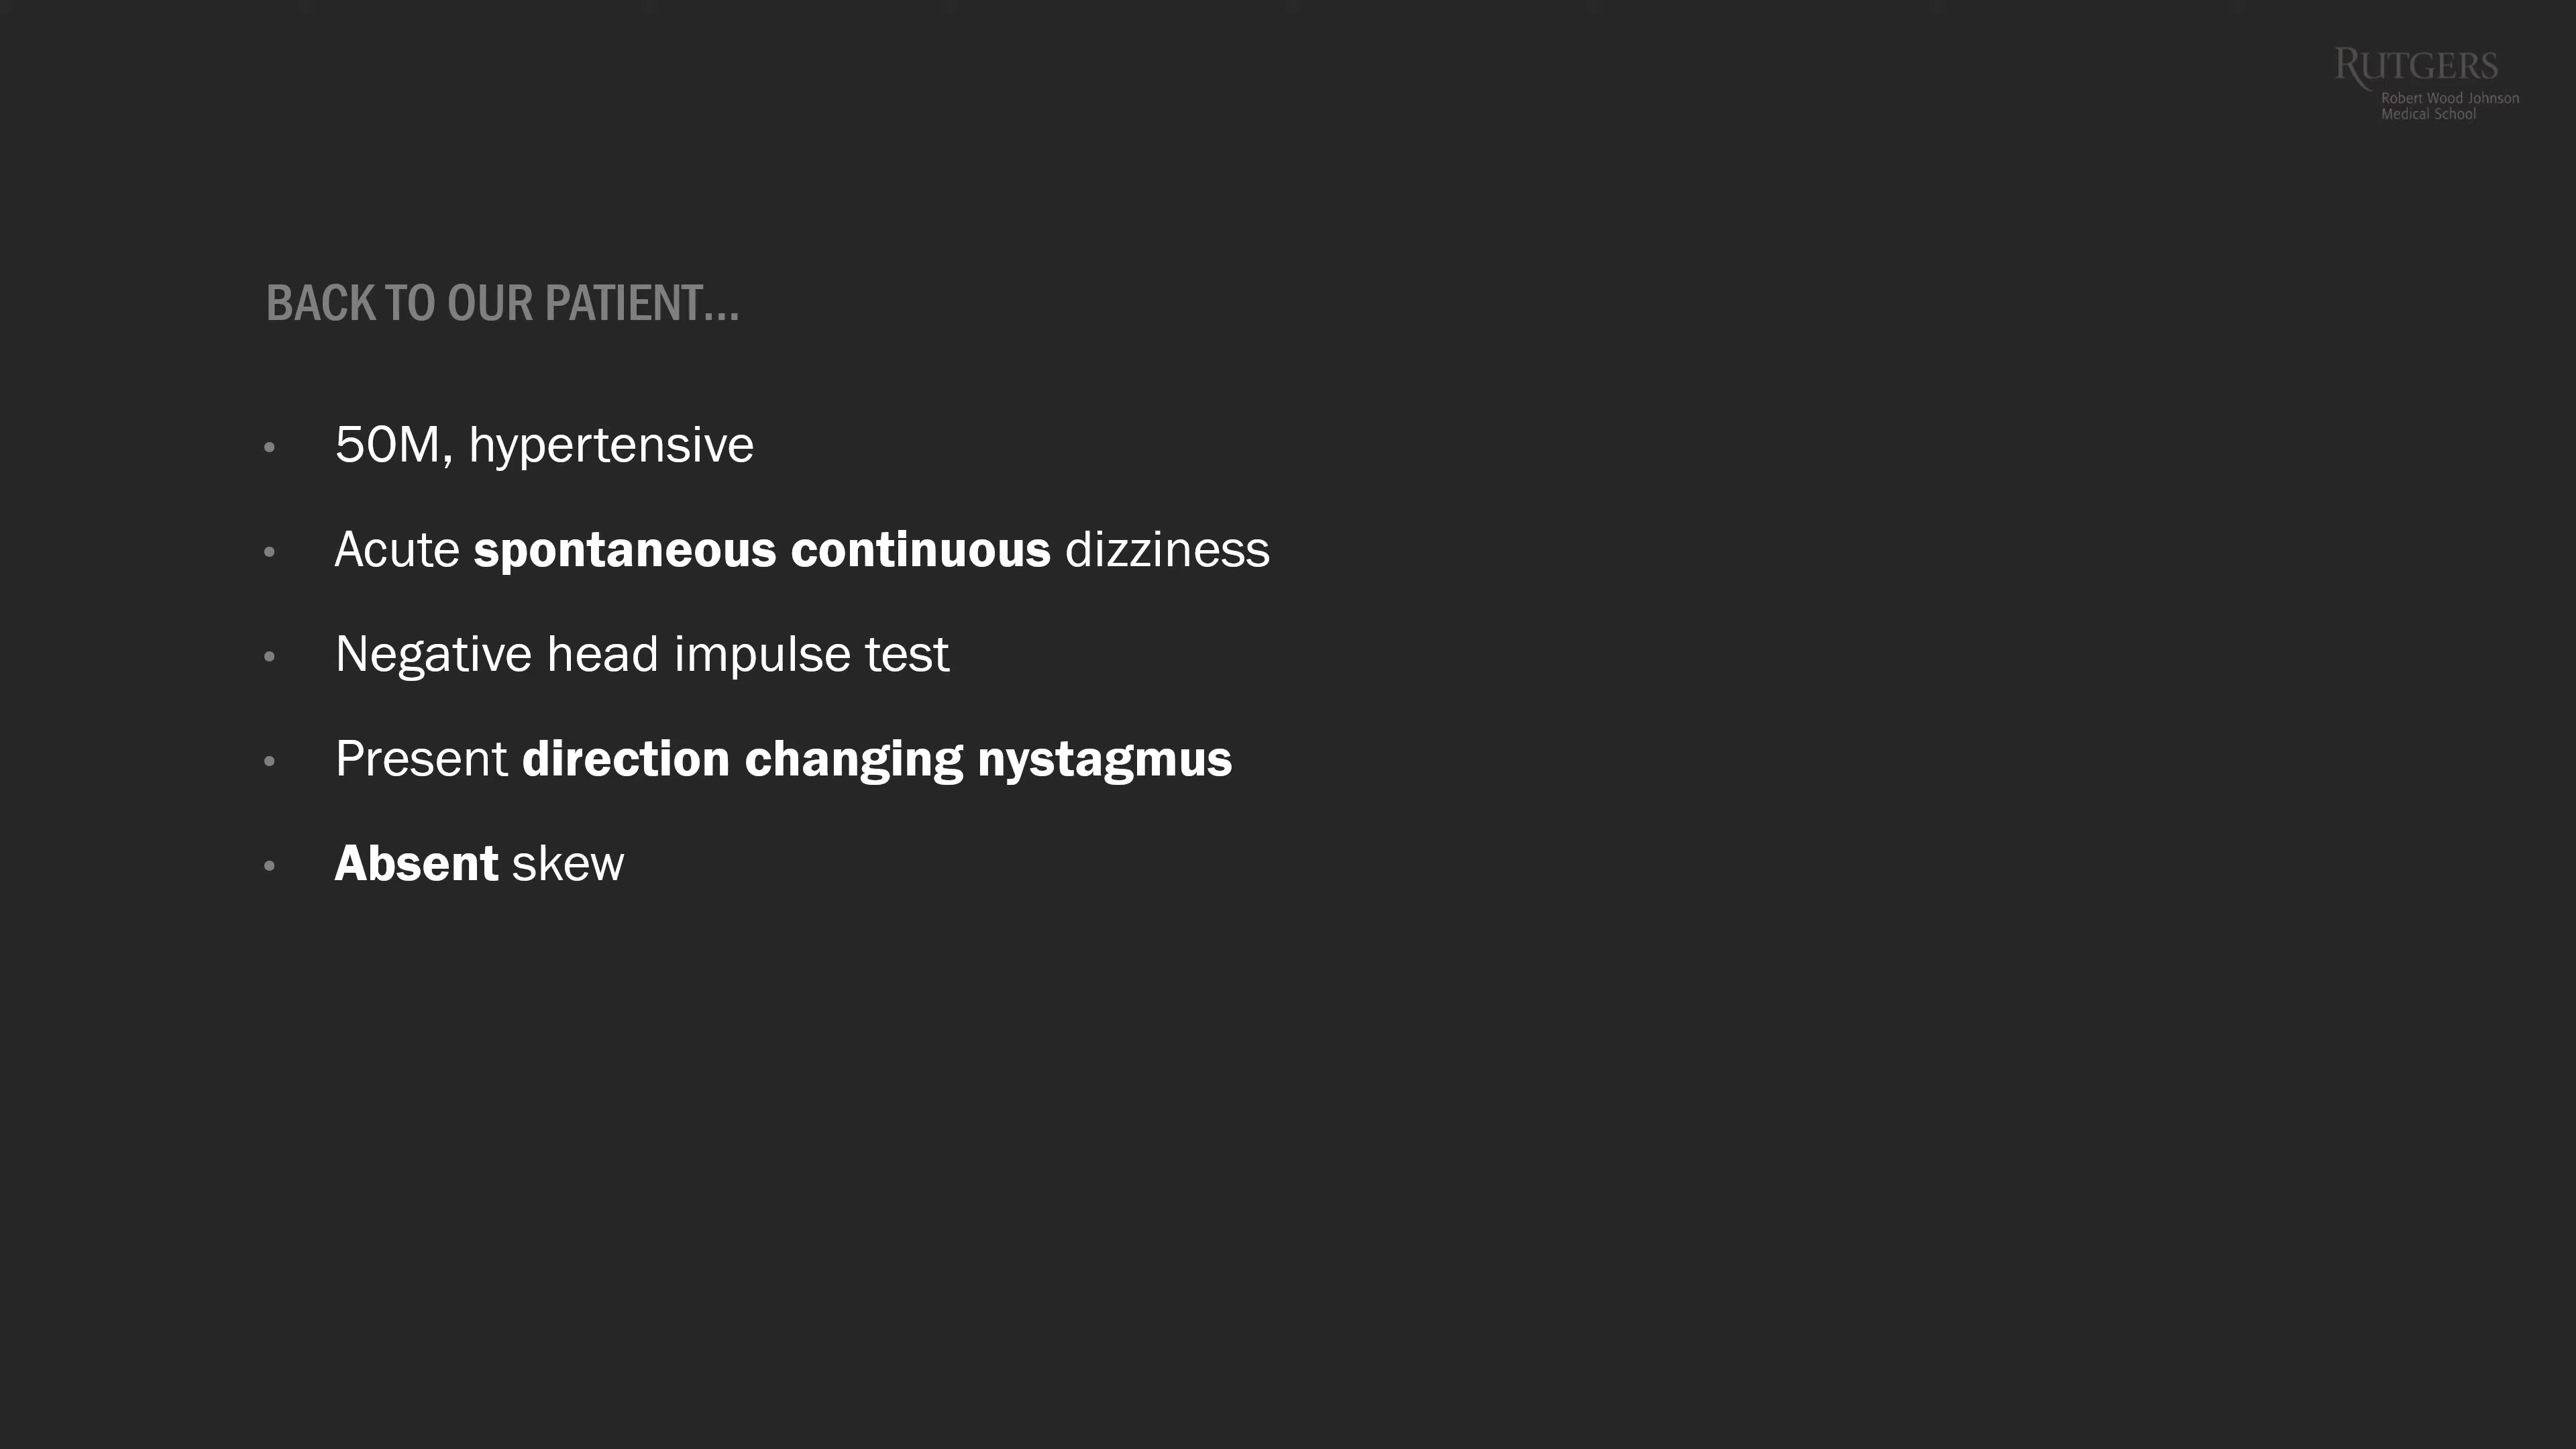 RUTGERS
Robert Wood Johnson
Medical School
BACK TO OUR PATIENT...
• 50M, hypertensive
• Acute spontaneous continuous dizziness
• Negative head impulse test
• Present direction changing nystagmus
• Absent skew